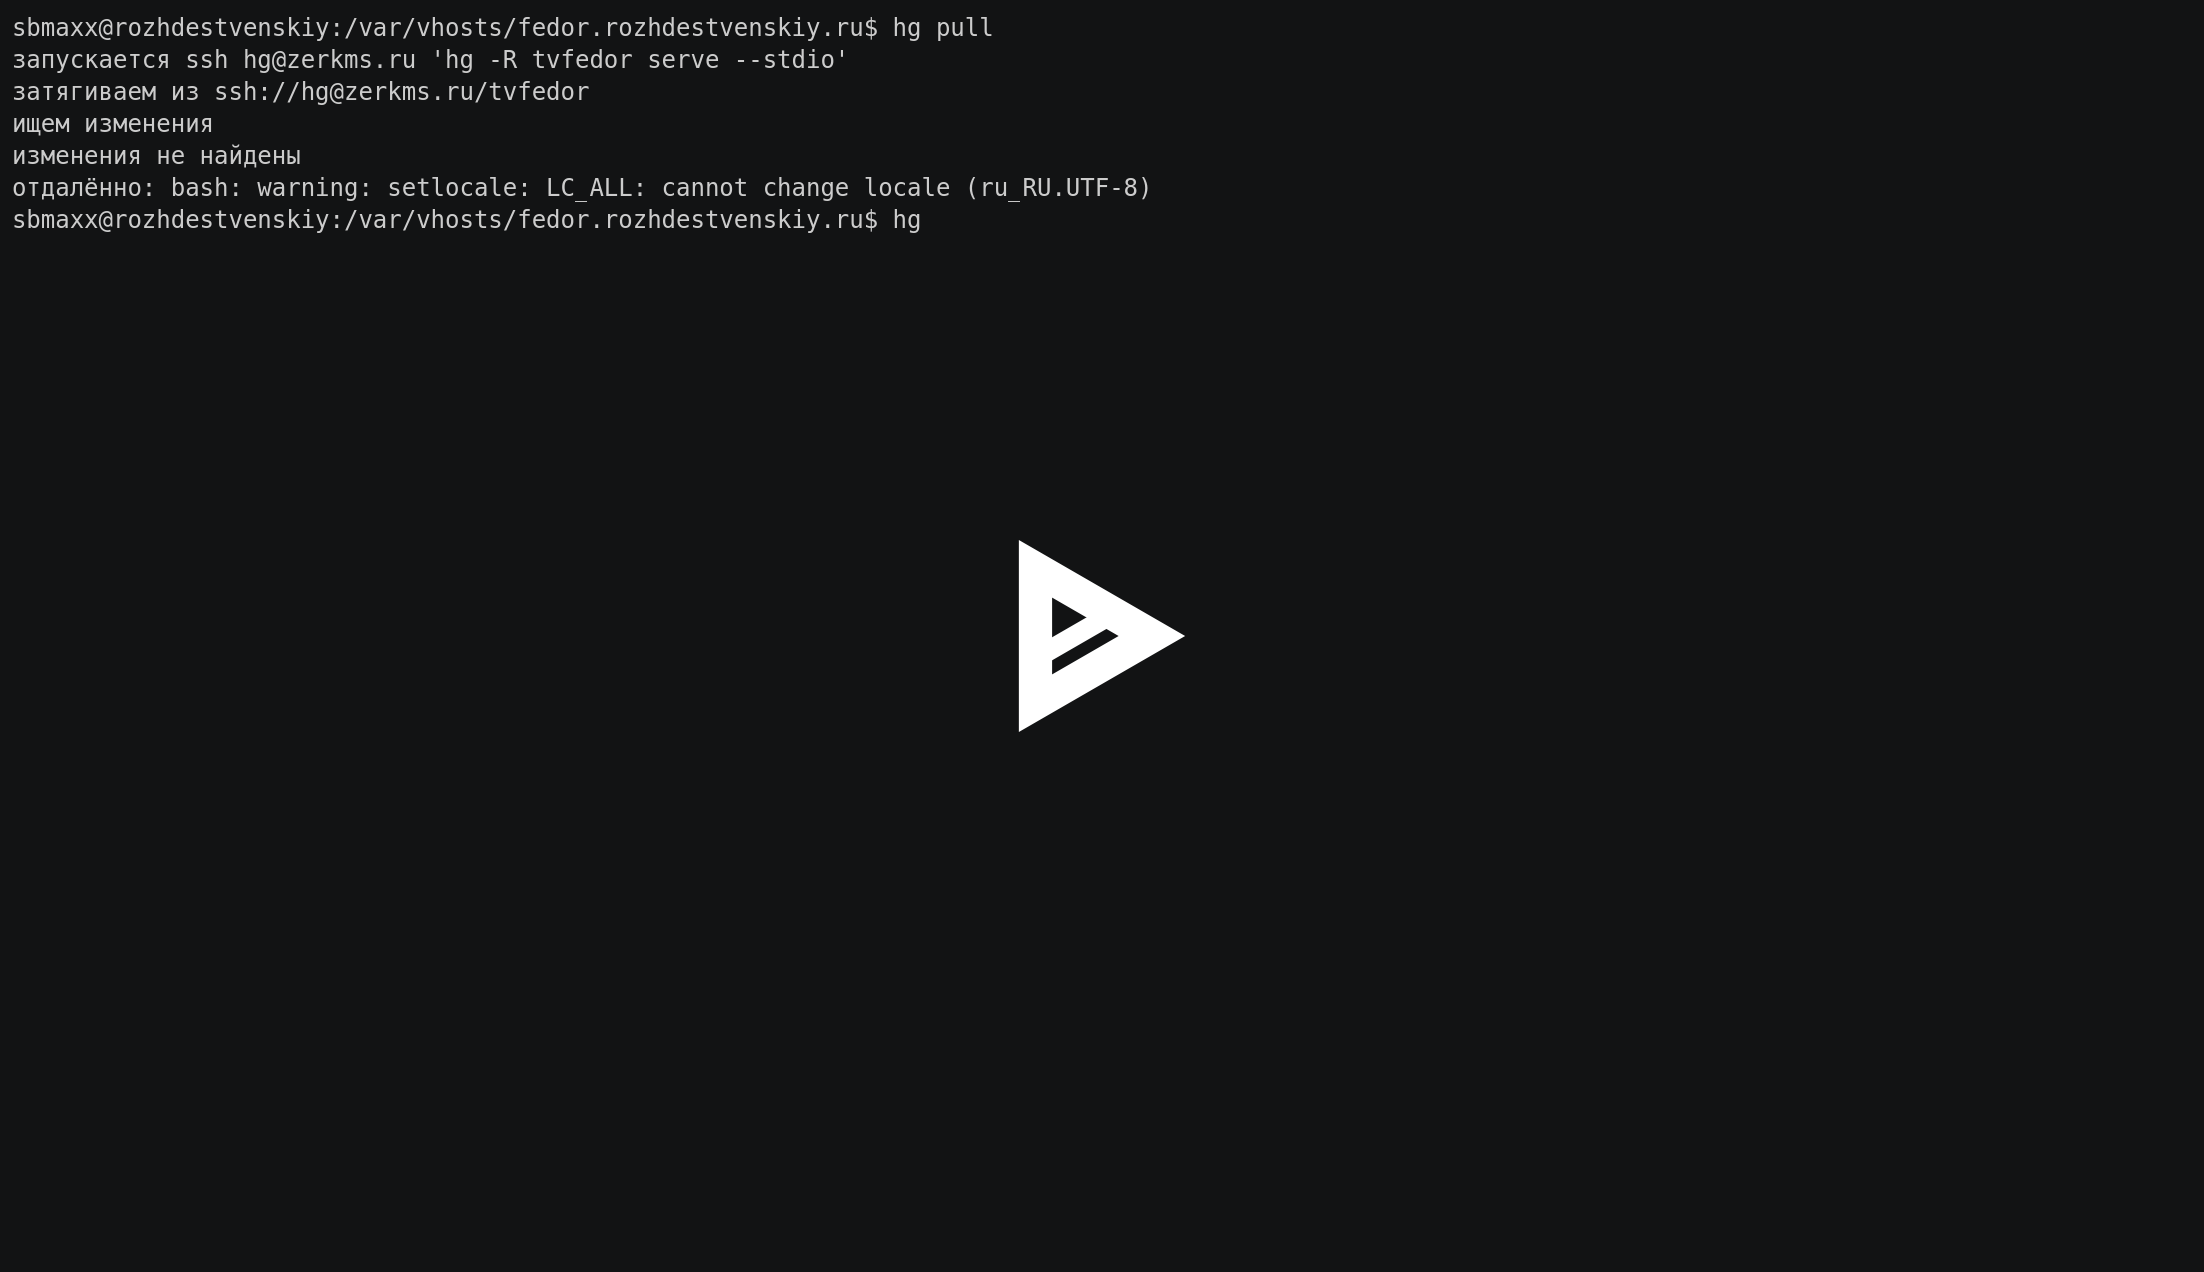 sbmaxx@rozhdestvenskiy:/var/vhosts/fedor.rozhdestvenskiy.ru$ hg pull
запускается ssh hg@zerkms.ru 'hg -R tvfedor serve --stdio'
затягиваем из ssh://hg@zerkms.ru/tvfedor
ищем изменения
изменения не найдены
отдалённо: bash: warning: setlocale: LC_ALL: cannot change locale (ru_RU.UTF-8)
sbmaxx@rozhdestvenskiy:/var/vhosts/fedor.rozhdestvenskiy.ru$ hg